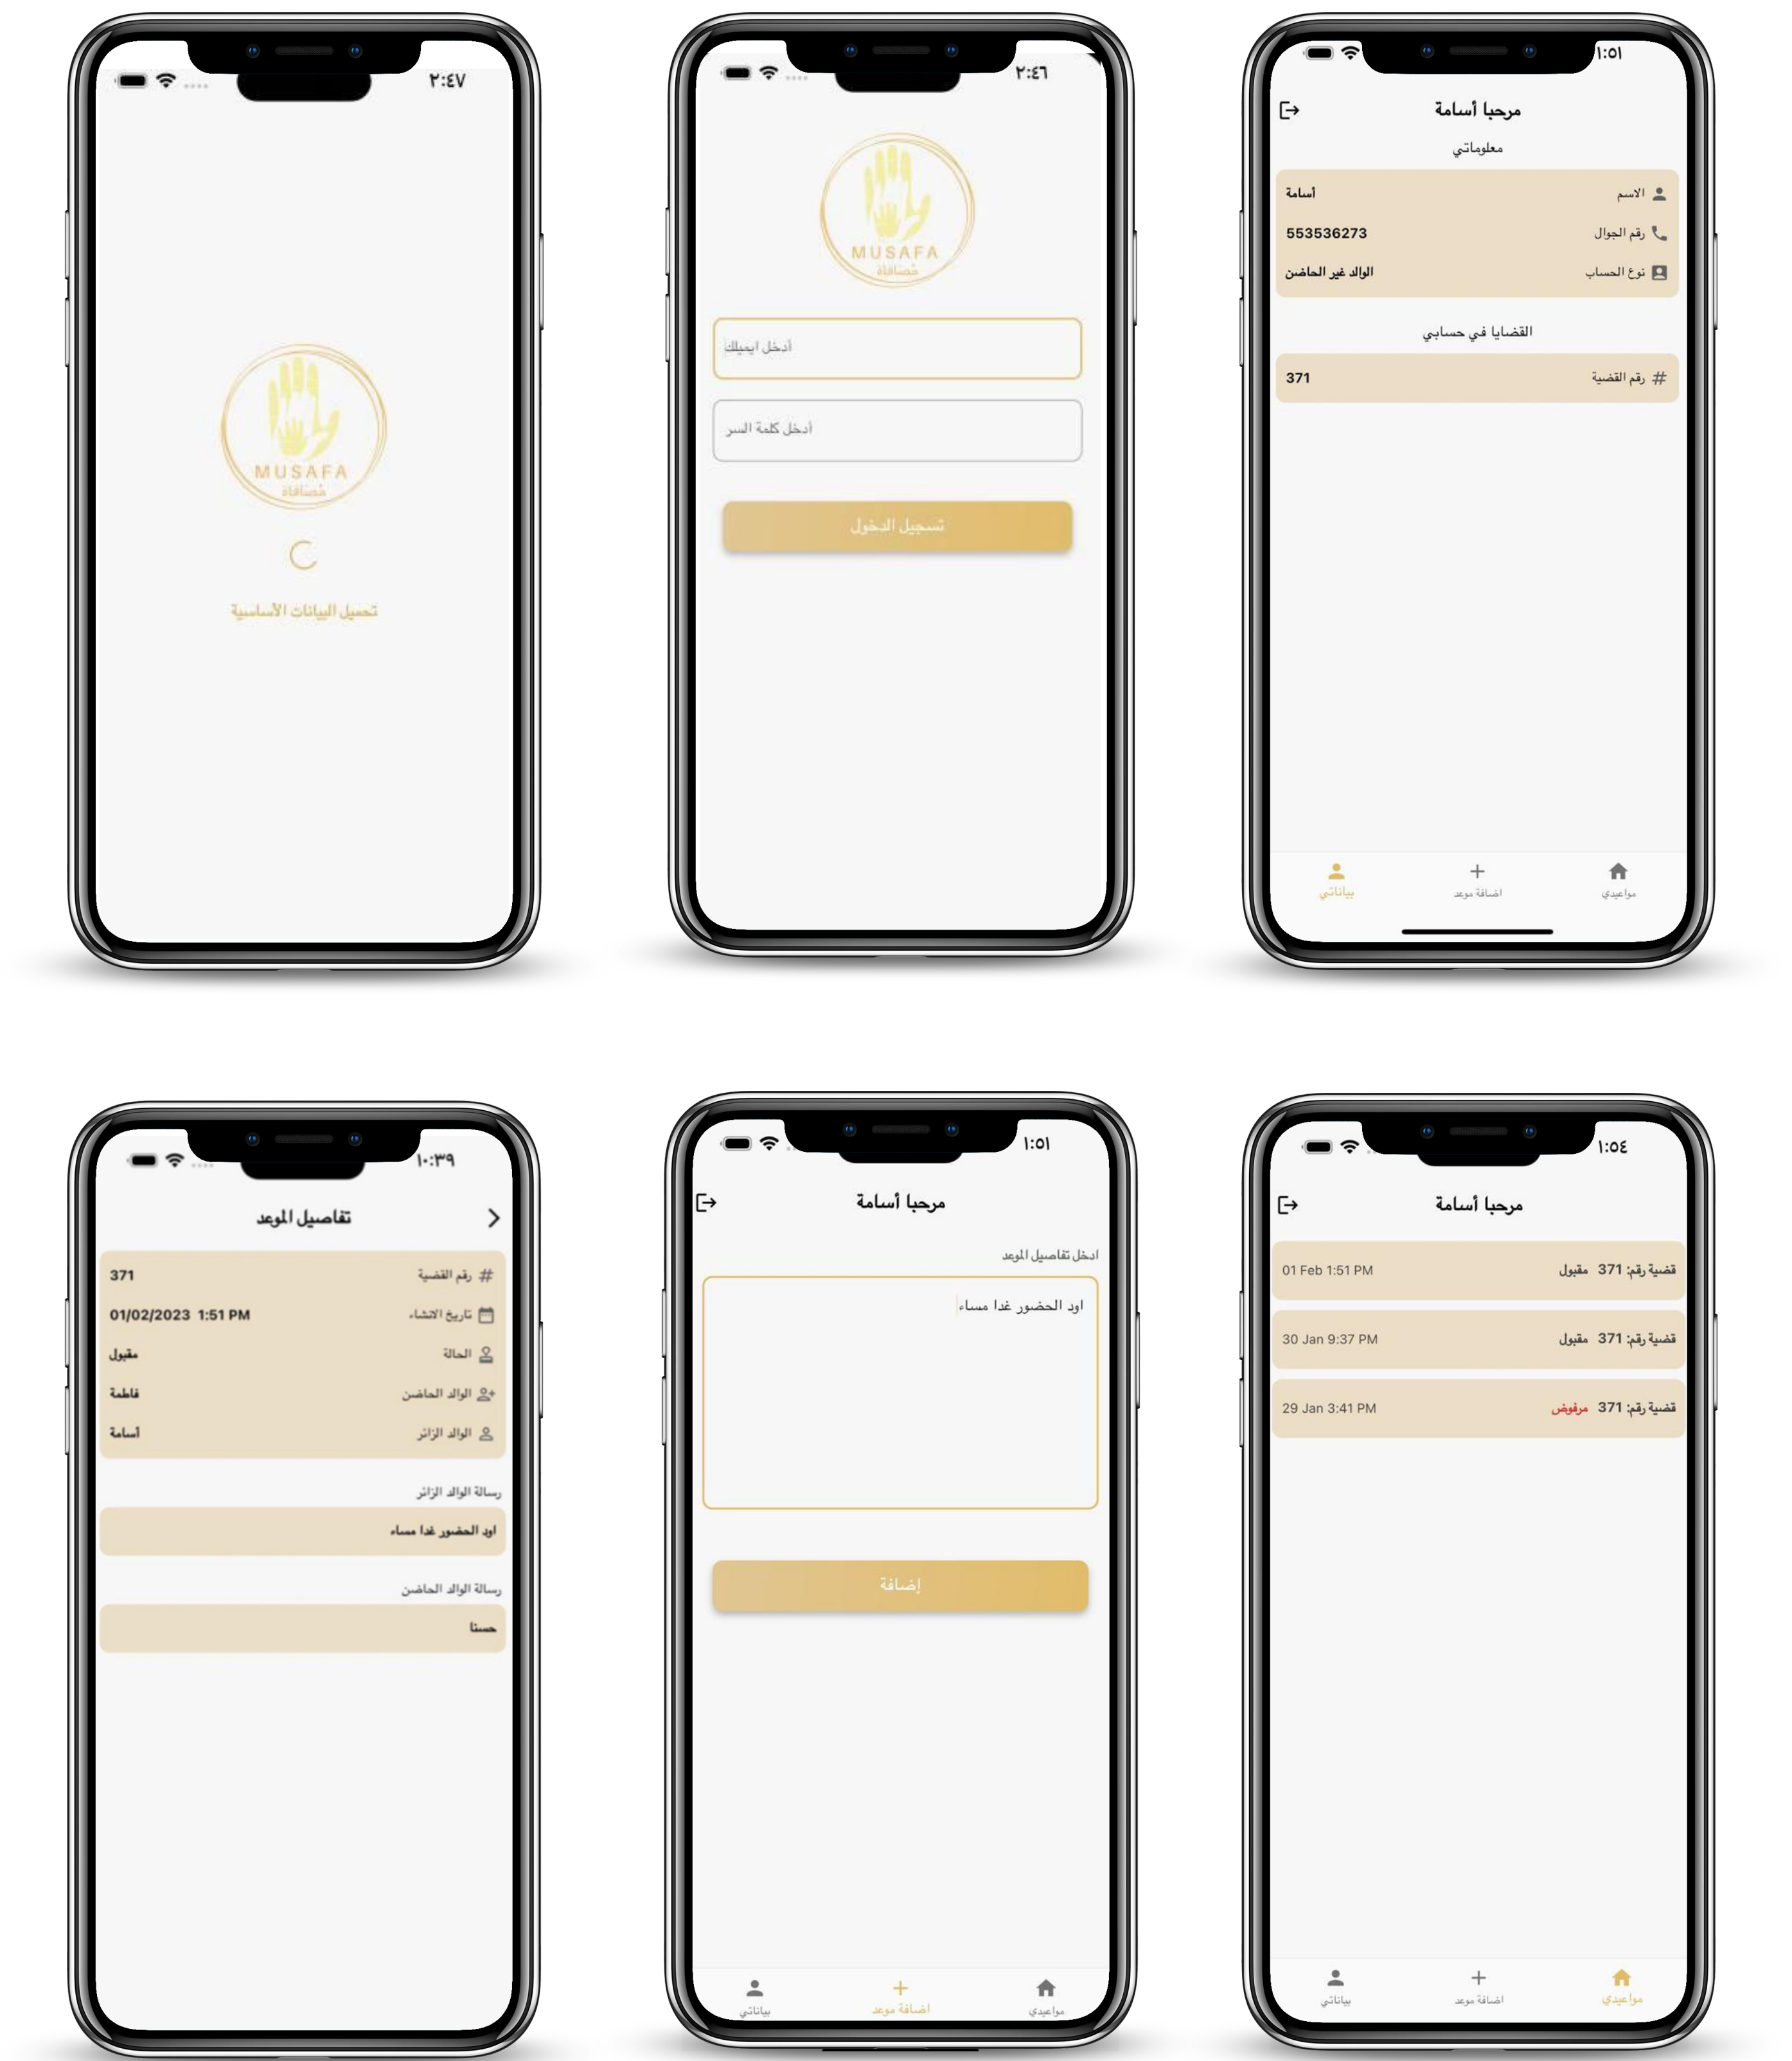 ٢:٤٧
MUSAFA
مُصَافاة
تحميل البيانات الأساسية
٢:٤٦
MUSAFA
مُصَافاة
أدخل ايميلك
أدخل كلمة السر
تسجيل الدخول
١:٥١
مرحبا أسامة
معلوماتي
الاسم أسامة
رقم الجوال 553536273
نوع الحساب الوالد غير الحاضن
القضايا في حسابي
# رقم القضية 371
مواعيدي اضافة موعد بياناتي
١٠:٣٩
تفاصيل الموعد
# رقم القضية 371
تاريخ الانشاء 01/02/2023 1:51 PM
الحالة مقبول
الوالد الحاضن فاطمة
الوالد الزائر أسامة
رسالة الوالد الزائر
اود الحضور غدا مساء
رسالة الوالد الحاضن
حسنا
١:٥١
مرحبا أسامة
ادخل تفاصيل الموعد
اود الحضور غدا مساء
إضافة
مواعيدي اضافة موعد بياناتي
١:٥٤
مرحبا أسامة
قضية رقم: 371 مقبول 01 Feb 1:51 PM
قضية رقم: 371 مقبول 30 Jan 9:37 PM
قضية رقم: 371 مرفوض 29 Jan 3:41 PM
مواعيدي اضافة موعد بياناتي